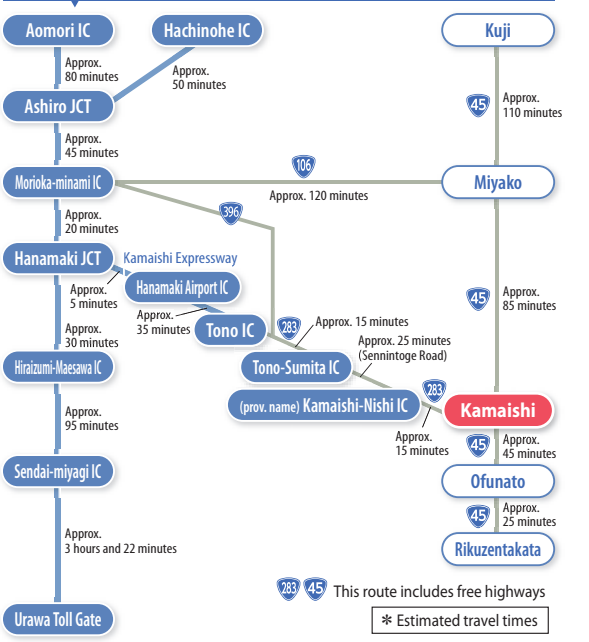 Aomori IC
Hachinohe IC
Kuji
Approx.
80 minutes
Approx.
50 minutes
45
Approx.
110 minutes
Ashiro JCT
Approx.
45 minutes
106
Morioka-minami IC
Approx. 120 minutes
Miyako
396
Approx.
20 minutes
Hanamaki JCT
Kamaishi Expressway
Approx.
5 minutes
Hanamaki Airport IC
45
Approx.
85 minutes
Approx.
35 minutes
Approx.
30 minutes
Tono IC
283
Approx. 15 minutes
Approx. 25 minutes
(Sennintoge Road)
Hiraizumi-Maesawa IC
Tono-Sumita IC
283
(prov. name) Kamaishi-Nishi IC
Kamaishi
Approx.
95 minutes
Approx.
15 minutes
45
Approx.
45 minutes
Sendai-miyagi IC
Ofunato
45
Approx.
25 minutes
Approx.
3 hours and 22 minutes
Rikuzentakata
283 45 This route includes free highways
Urawa Toll Gate
* Estimated travel times